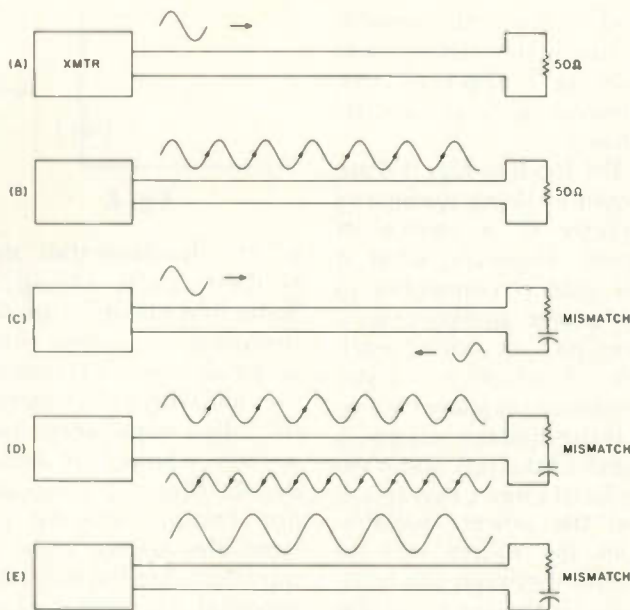 (A)
XMTR
50Ω
(B)
50Ω
(C)
MISMATCH
(D)
MISMATCH
(E)
MISMATCH